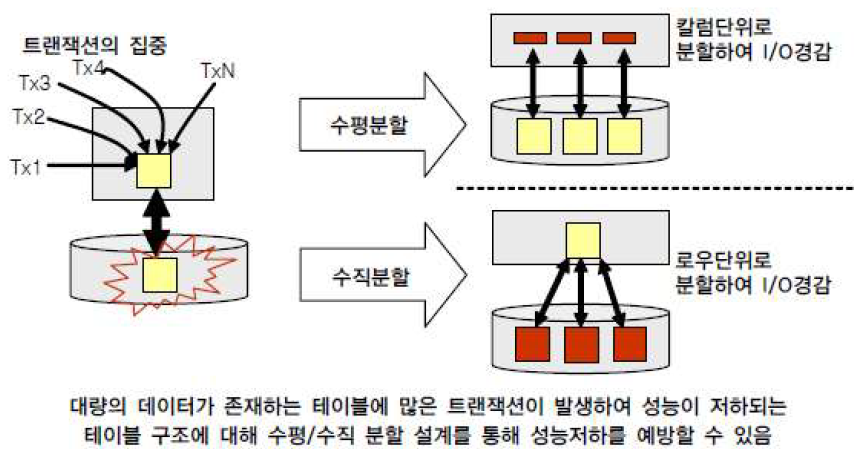 트랜잭션의 집중
Tx4
TxN
Tx3
Tx2
Tx1
수평분할
칼럼단위로
분할하여 I/O경감
수직분할
로우단위로
분할하여 I/O경감
대량의 데이터가 존재하는 테이블에 많은 트랜잭션이 발생하여 성능이 저하되는
테이블 구조에 대해 수평/수직 분할 설계를 통해 성능저하를 예방할 수 있음